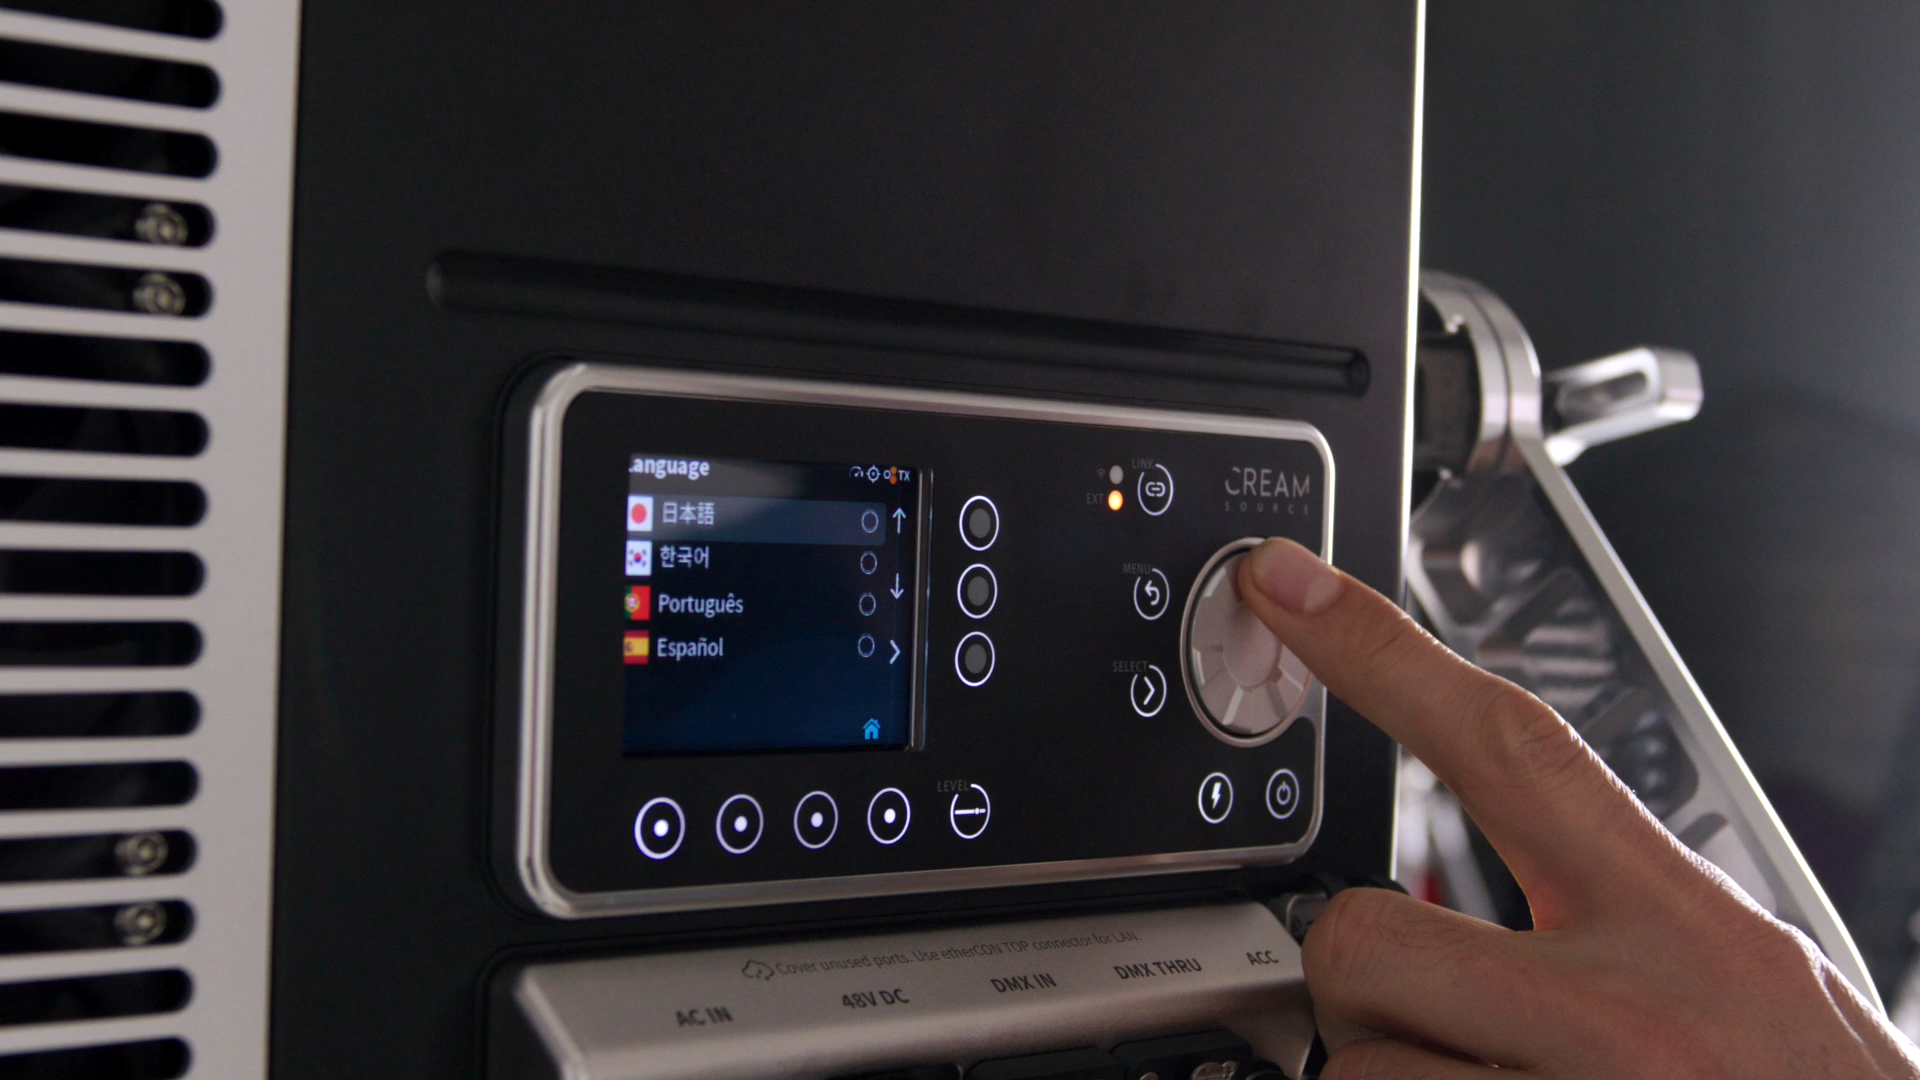 Language
TX
日本語
한국어
Português
Español
LINK
EXT
CREAM
SOURCE
MENU
SELECT
LEVEL
Cover unused ports. Use etherCON TOP connector for LAN.
AC IN
48V DC
DMX IN
DMX THRU
ACC